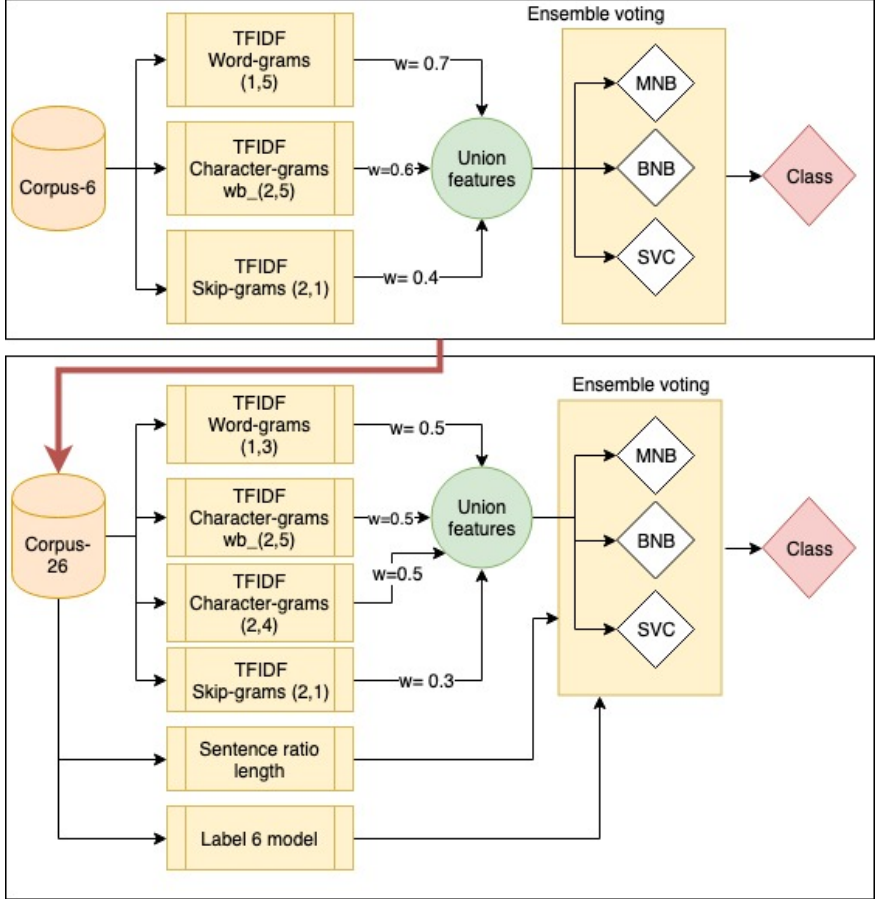 Ensemble voting
TFIDF
Word-grams
(1,5)
w= 0.7
MNB
Corpus-6
TFIDF
Character-grams
wb_(2,5)
w=0.6
Union
features
BNB
Class
TFIDF
Skip-grams (2,1)
w= 0.4
SVC
Ensemble voting
TFIDF
Word-grams
(1,3)
w= 0.5
MNB
Corpus-
26
TFIDF
Character-grams
wb_(2,5)
w=0.5
Union
features
BNB
Class
TFIDF
Character-grams
(2,4)
w=0.5
TFIDF
Skip-grams (2,1)
w= 0.3
SVC
Sentence ratio
length
Label 6 model